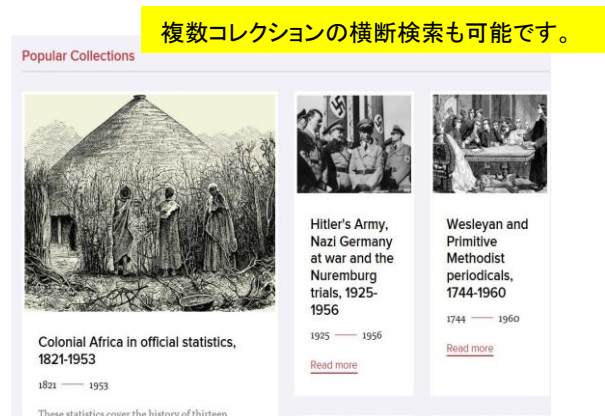 複数コレクションの横断検索も可能です。
Popular Collections
Colonial Africa in official statistics,
1821-1953
1821 — 1953
These statistics cover the history of thirteen
Hitler's Army,
Nazi Germany
at war and the
Nuremburg
trials, 1925-
1956
1925 — 1956
Read more
Wesleyan and
Primitive
Methodist
periodicals,
1744-1960
1744 — 1960
Read more